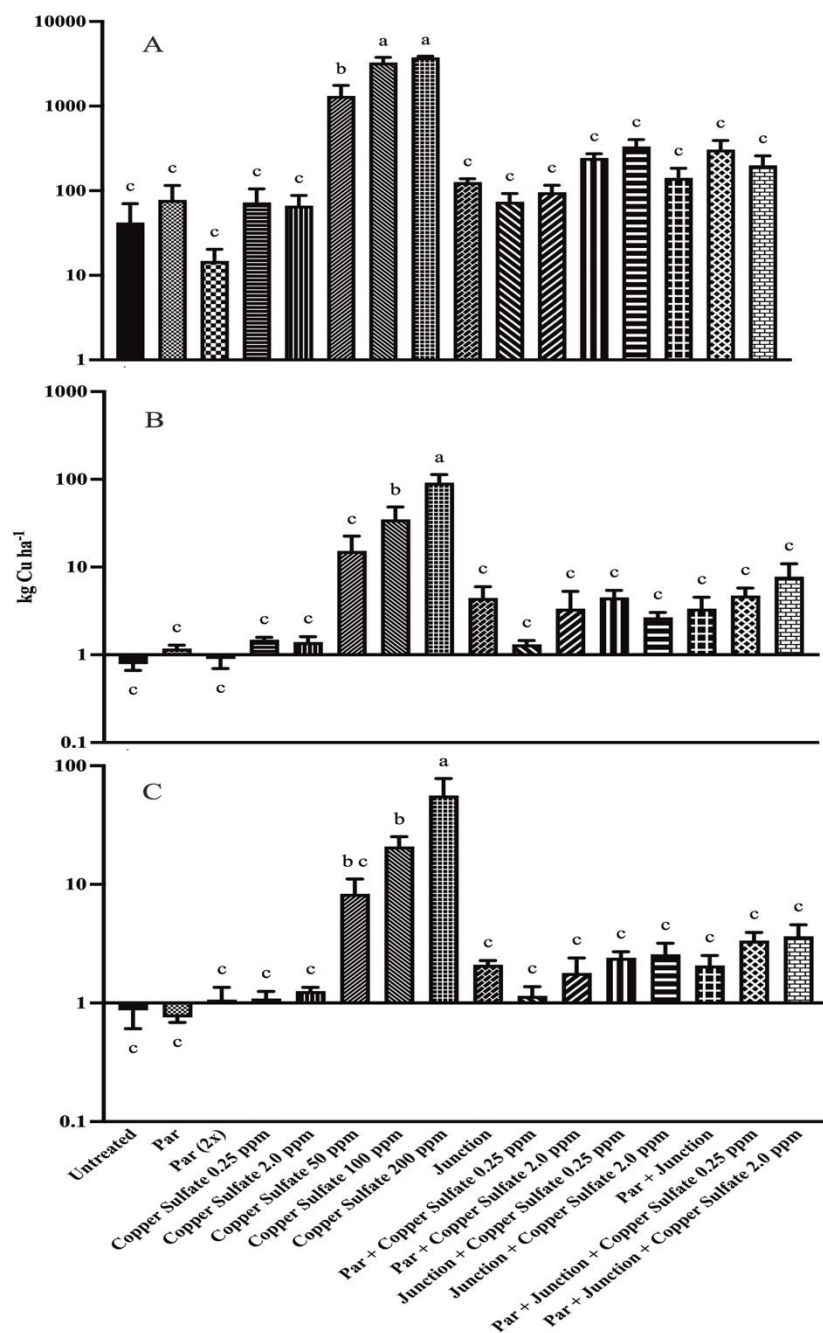 A
10000
1000
100
10
1
c
c
c
c
c
b
a
a
c
c
c
c
c
c
c
c
B
1000
100
10
1
0.1
c
c
c
c
c
c
b
a
c
c
c
c
c
c
c
c
kg Cu ha-1
C
100
10
1
0.1
c
c
c
c
c
b c
b
a
c
c
c
c
c
c
c
c
Untreated
Par
Par (2x)
Copper Sulfate 0.25 ppm
Copper Sulfate 2.0 ppm
Copper Sulfate 50 ppm
Copper Sulfate 100 ppm
Copper Sulfate 200 ppm
Junction
Par + Copper Sulfate 0.25 ppm
Par + Copper Sulfate 2.0 ppm
Junction + Copper Sulfate 0.25 ppm
Junction + Copper Sulfate 2.0 ppm
Par + Junction
Par + Junction + Copper Sulfate 0.25 ppm
Par + Junction + Copper Sulfate 2.0 ppm